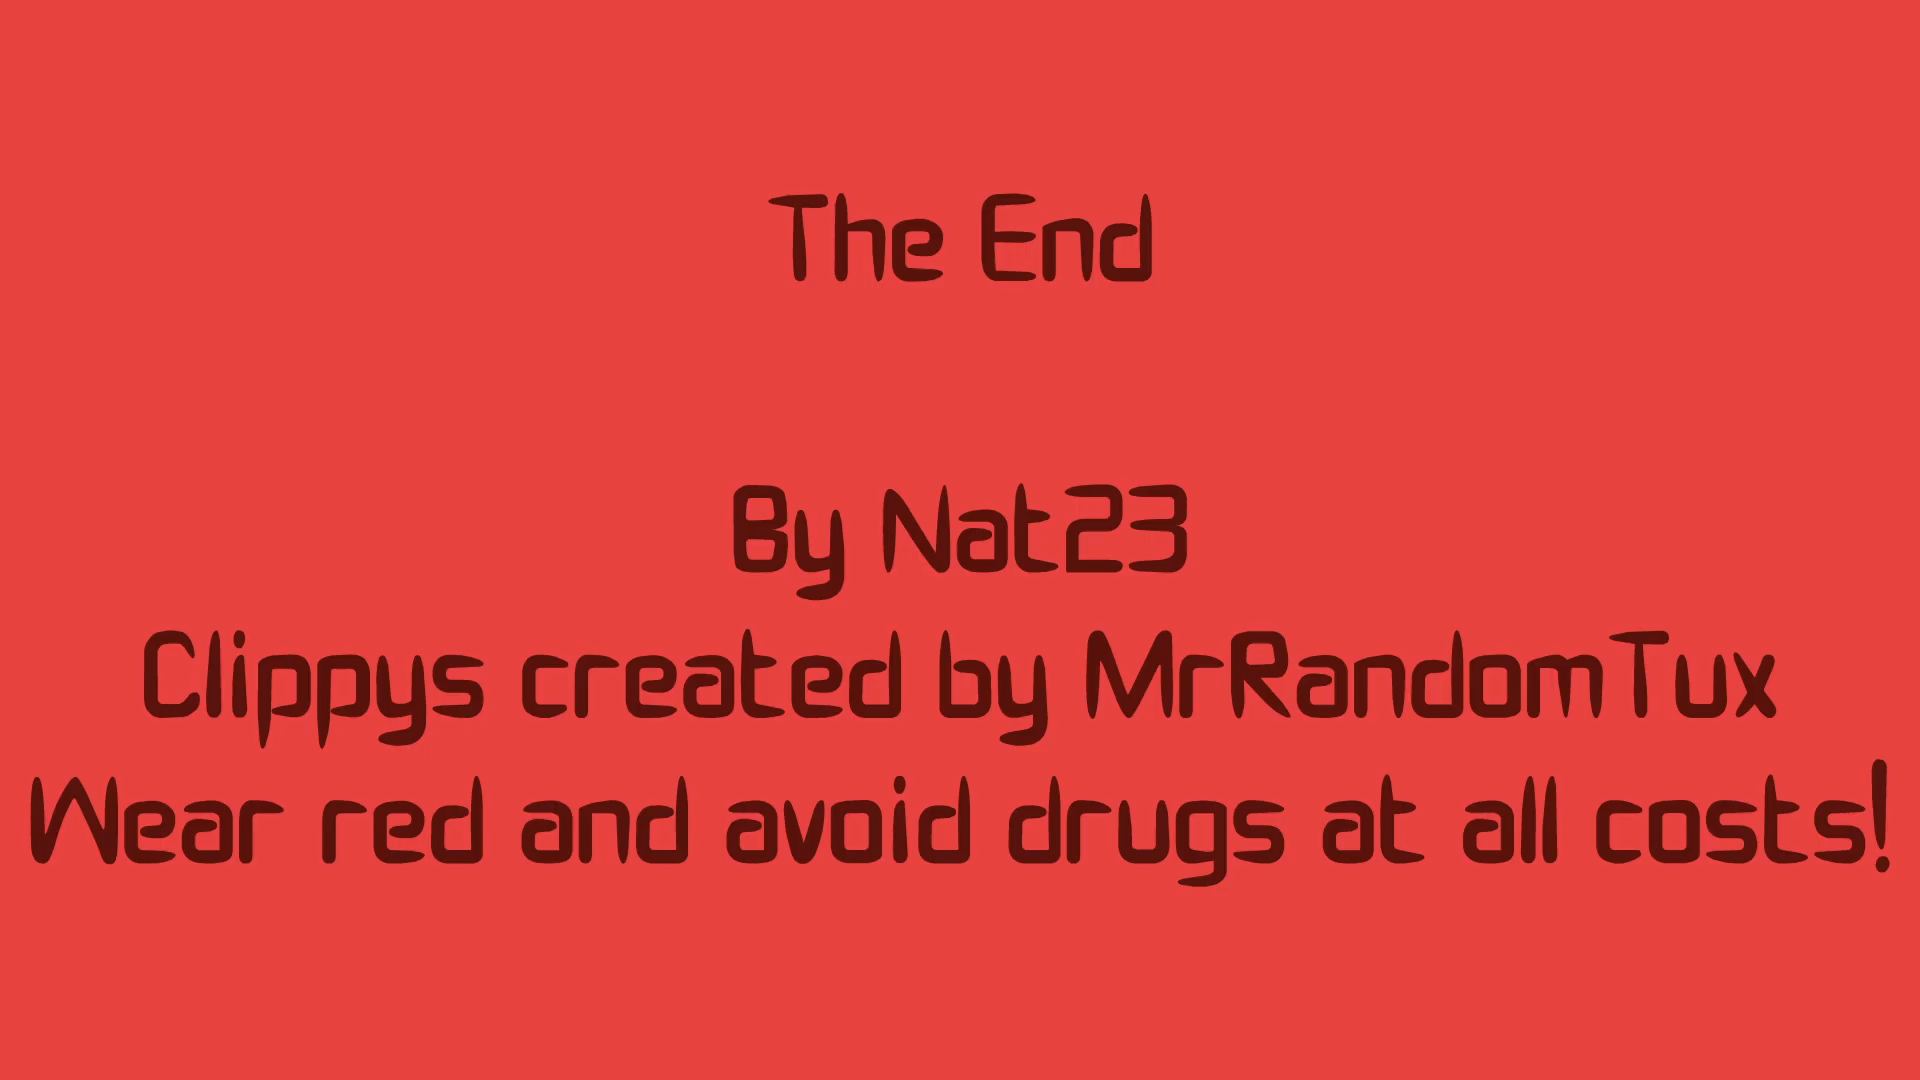 The End
By Nat23
Clippys created by MrRandomTux
Wear red and avoid drugs at all costs!